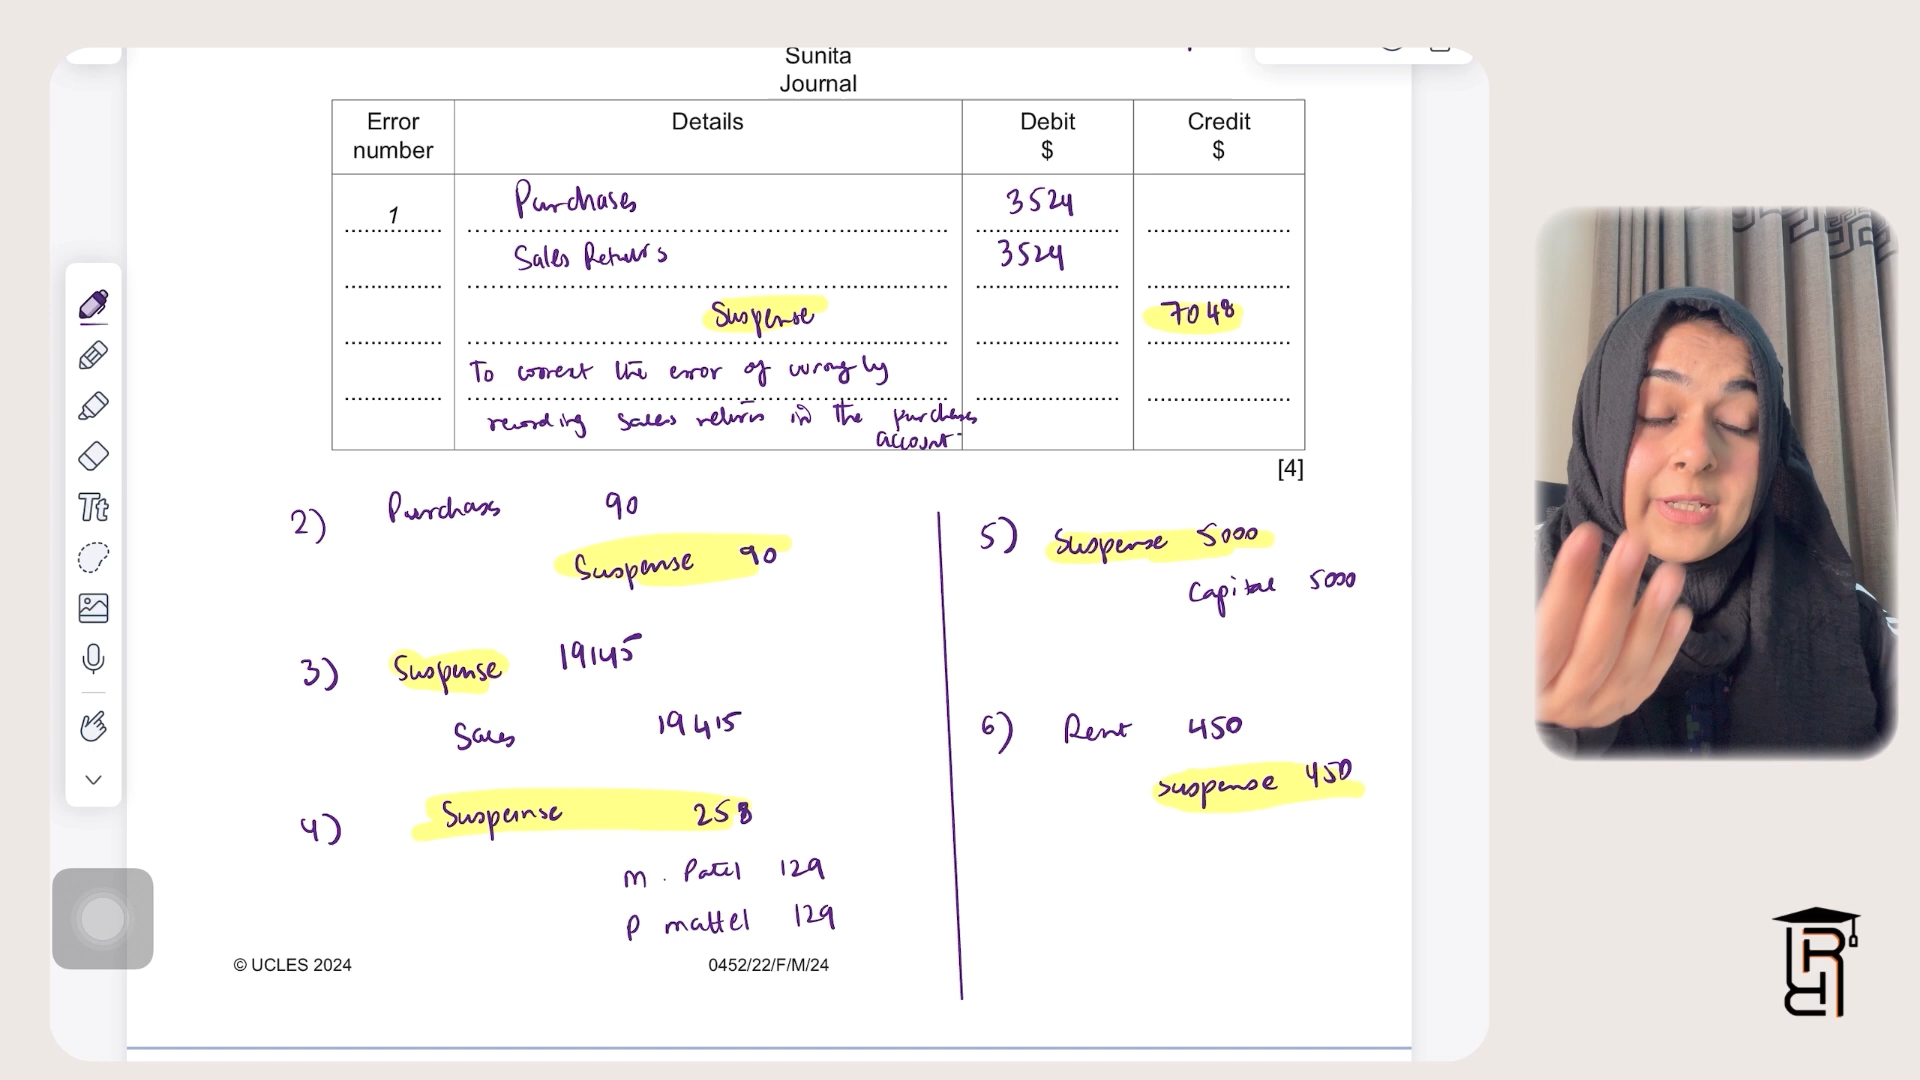 Sunita
Journal
Error number
Details
Debit $
Credit $
1
Purchases 3524
Sales Returns 3524
Suspense 7048
To correct the error of wrongly
recording sales return in the purchases
account.
[4]
2) Purchases 90
Suspense 90
3) Suspense 19145
Sales 19415
4) Suspense 258
M. Patel 129
P mattel 129
5) Suspense 5000
Capital 5000
6) Rent 450
suspense 450
Tt
© UCLES 2024
0452/22/F/M/24